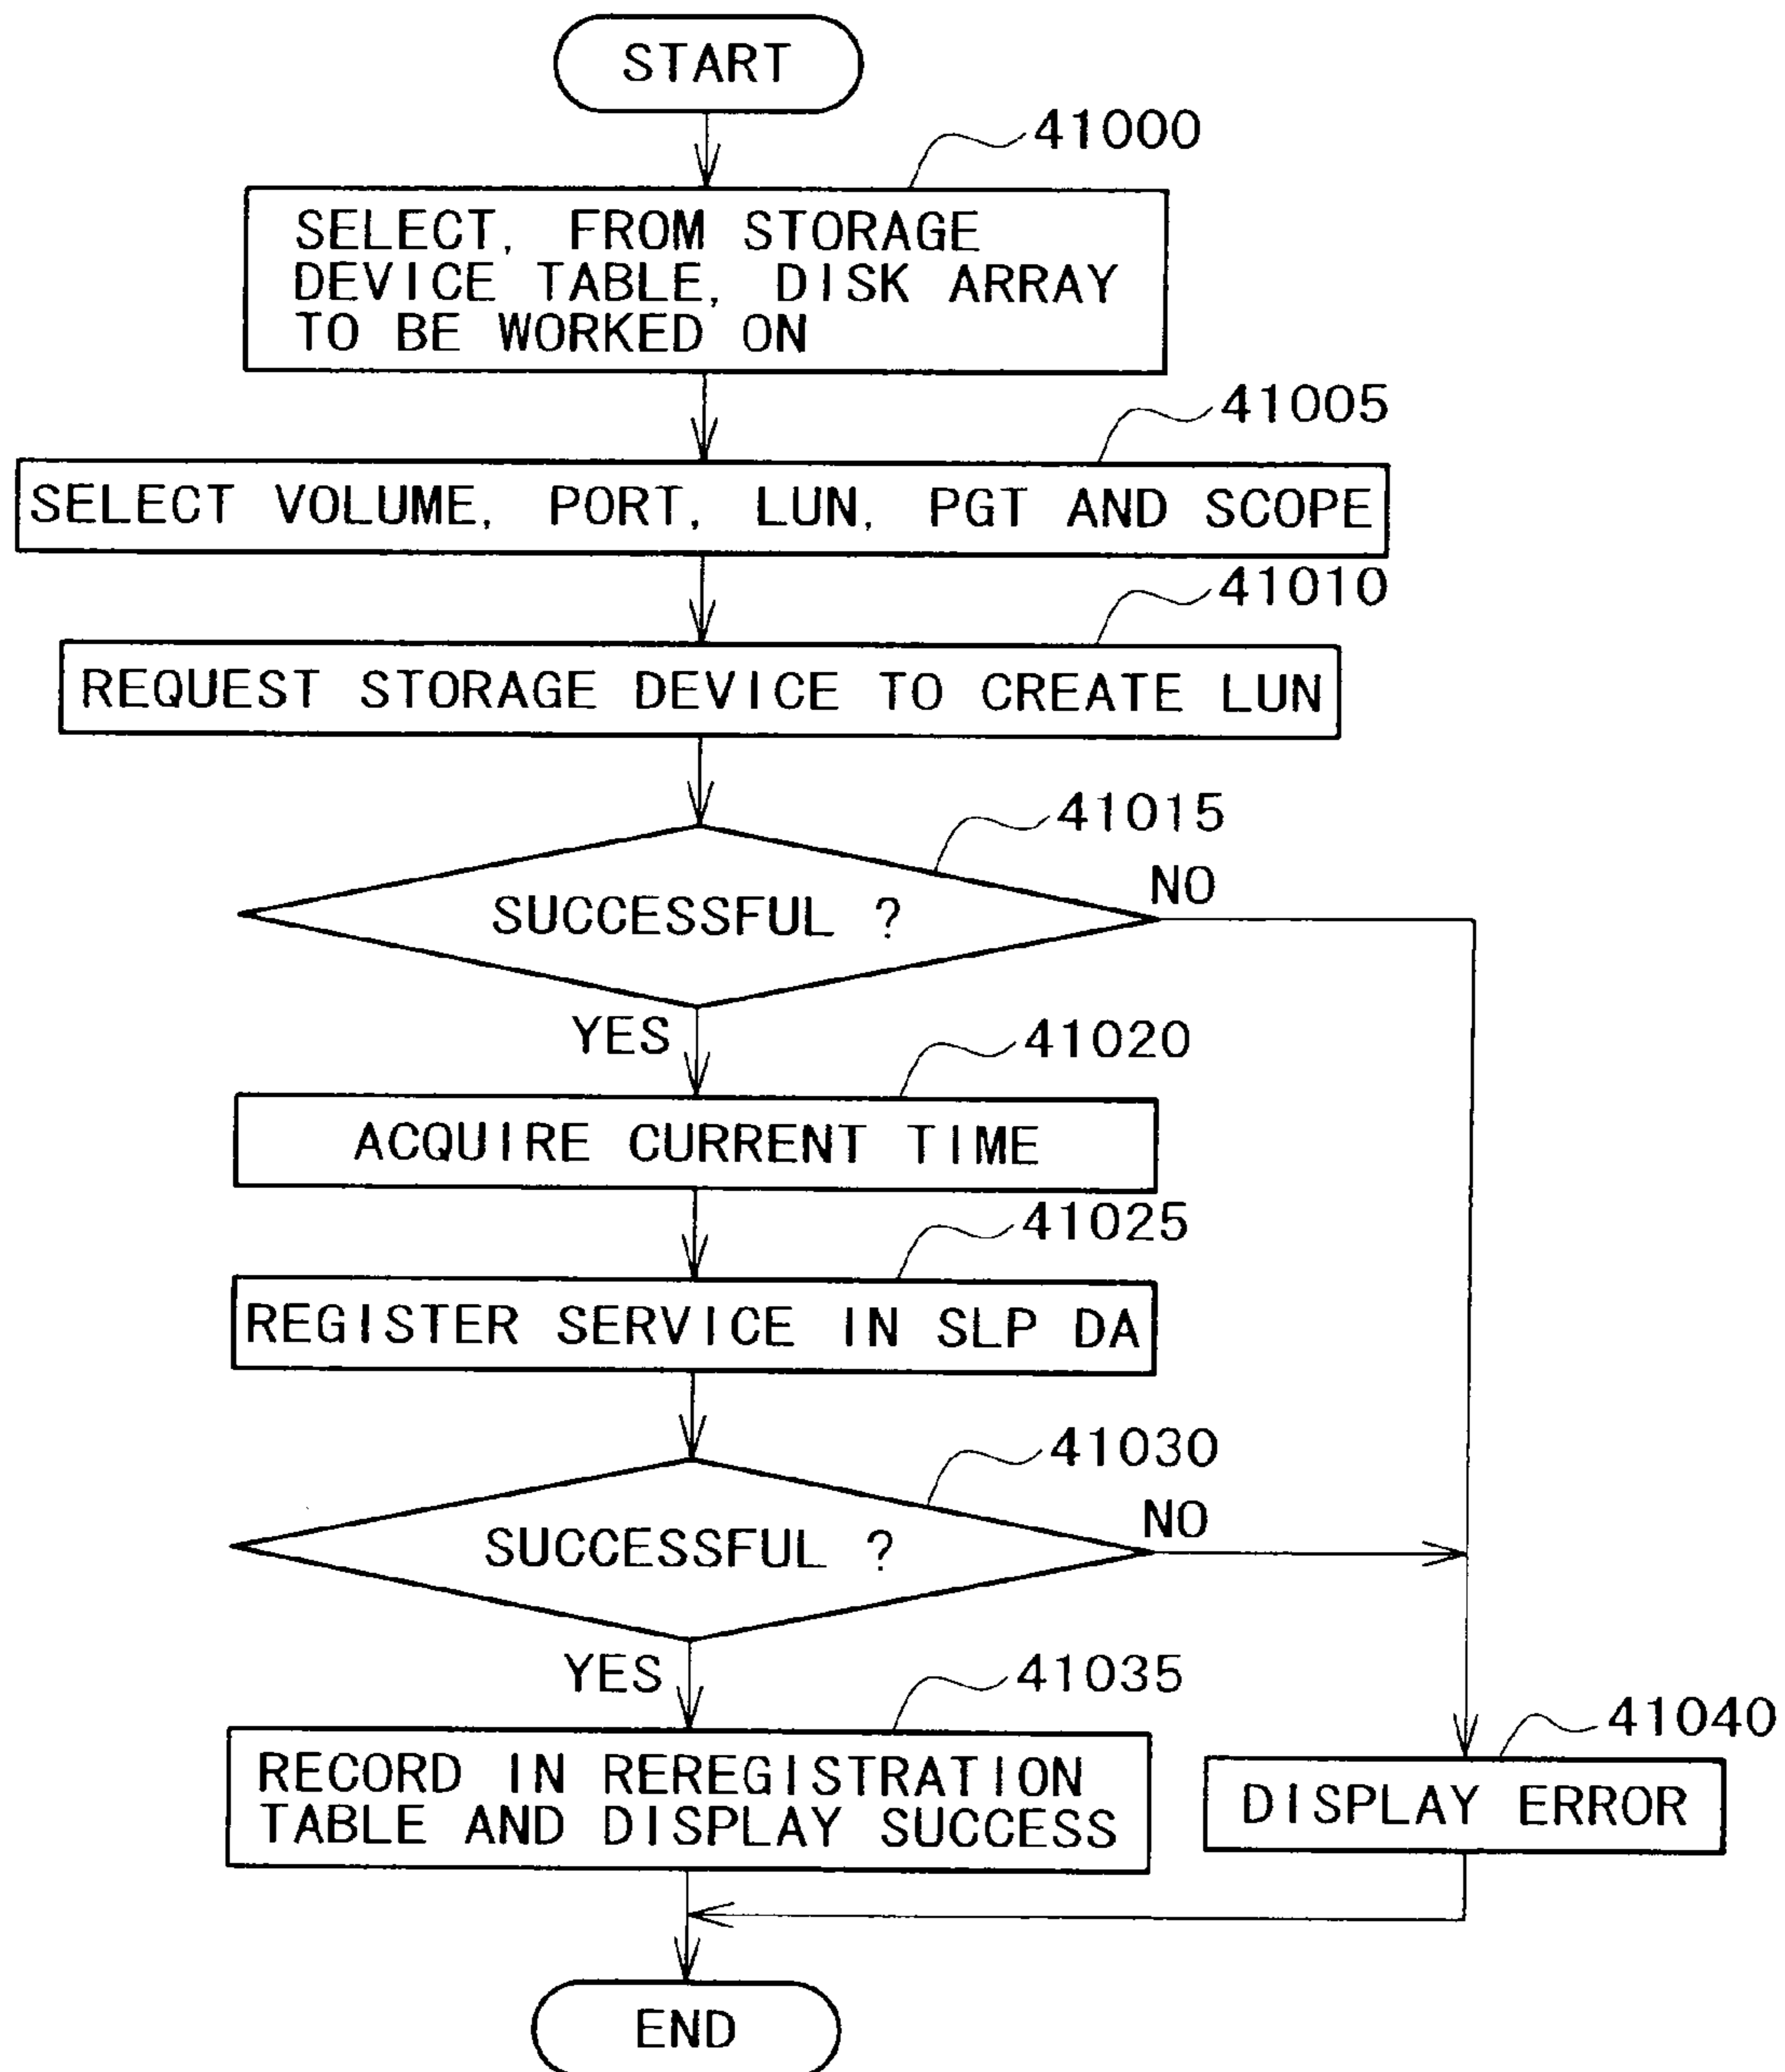 START
41000
SELECT, FROM STORAGE
DEVICE TABLE, DISK ARRAY
TO BE WORKED ON
41005
SELECT VOLUME, PORT, LUN, PGT AND SCOPE
41010
REQUEST STORAGE DEVICE TO CREATE LUN
41015
NO
SUCCESSFUL ?
YES
41020
ACQUIRE CURRENT TIME
41025
REGISTER SERVICE IN SLP DA
41030
NO
SUCCESSFUL ?
YES
41035
RECORD IN REREGISTRATION
TABLE AND DISPLAY SUCCESS
41040
DISPLAY ERROR
END